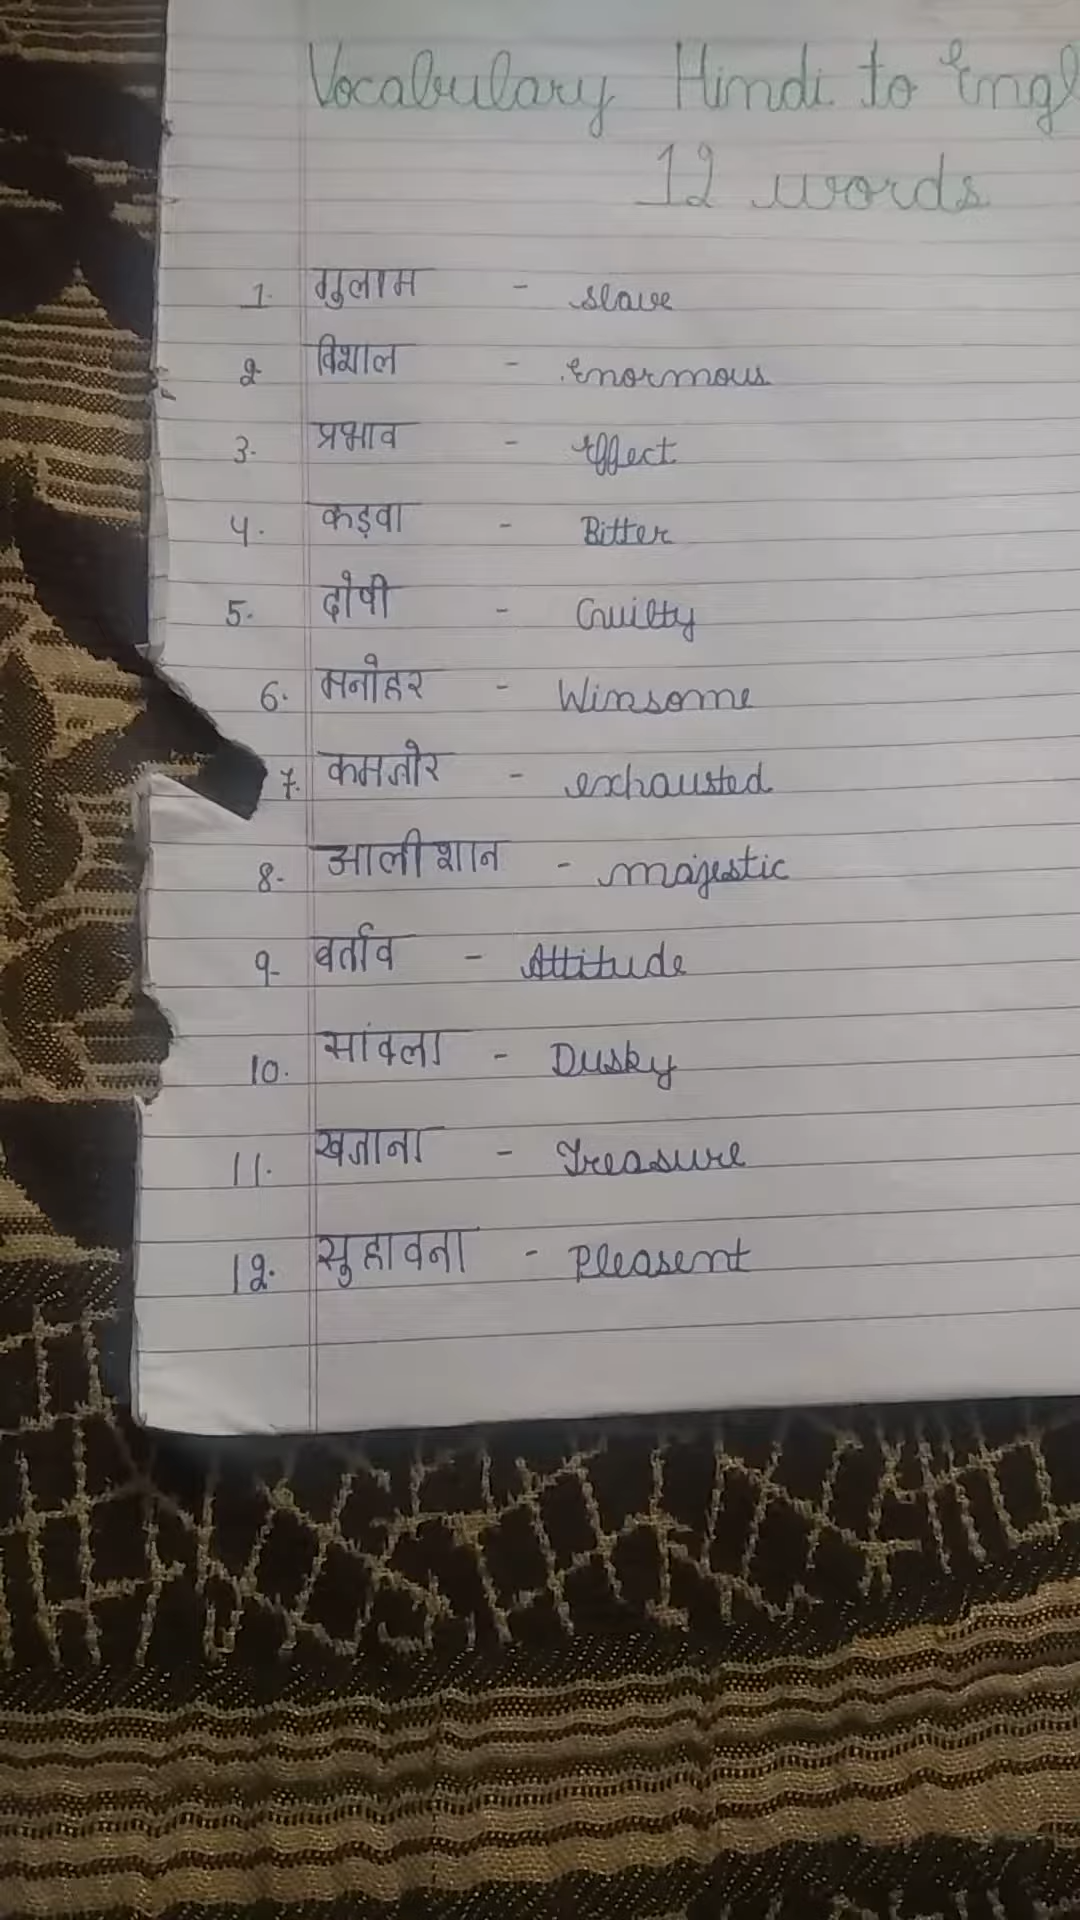 Vocabulary Hindi to Engl
12 words
1. गुलाम - slave
2 विशाल - Enormous
3. प्रभाव - Effect
4. कड़वा - Bitter
5. दोषी - Guilty
6. मनोहर - Winsome
7. कमजोर - exhausted
8. आलीशान - majestic
9. बर्ताव - Attitude
10. सांवला - Dusky
11. खजाना - Treasure
12. सुहावना - Pleasent